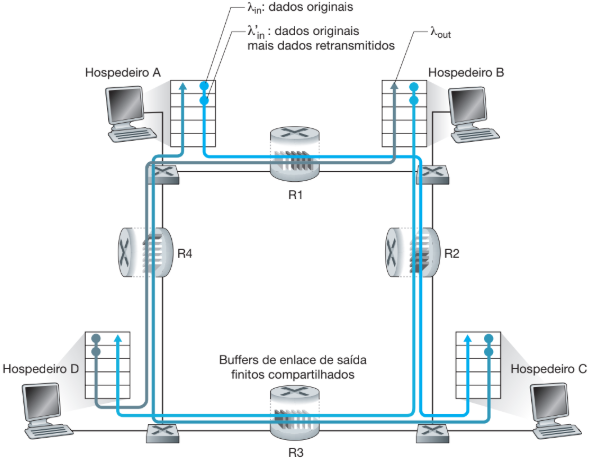 λin: dados originais
λ'in : dados originais
mais dados retransmitidos
λout
Hospedeiro A
Hospedeiro B
R1
R4
R2
Hospedeiro D
Buffers de enlace de saída
finitos compartilhados
Hospedeiro C
R3